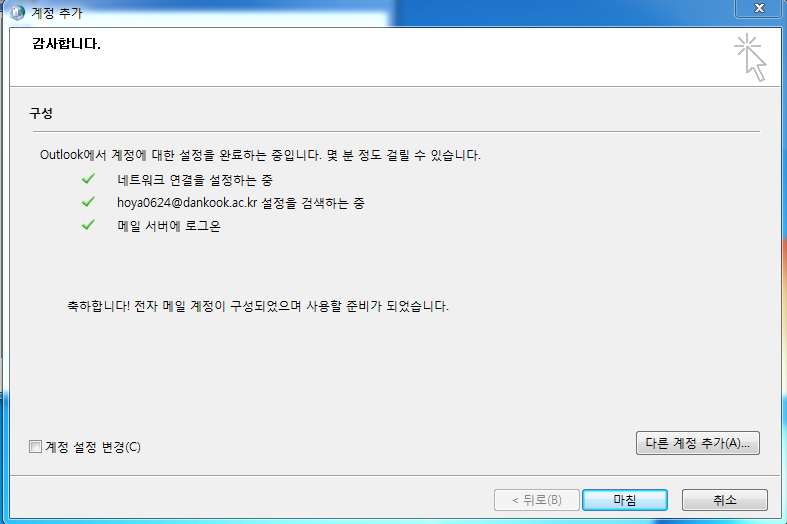 계정 추가
감사합니다.
구성
Outlook에서 계정에 대한 설정을 완료하는 중입니다. 몇 분 정도 걸릴 수 있습니다.
네트워크 연결을 설정하는 중
hoya0624@dankook.ac.kr 설정을 검색하는 중
메일 서버에 로그온
축하합니다! 전자 메일 계정이 구성되었으며 사용할 준비가 되었습니다.
계정 설정 변경(C)
다른 계정 추가(A)...
< 뒤로(B)
마침
취소